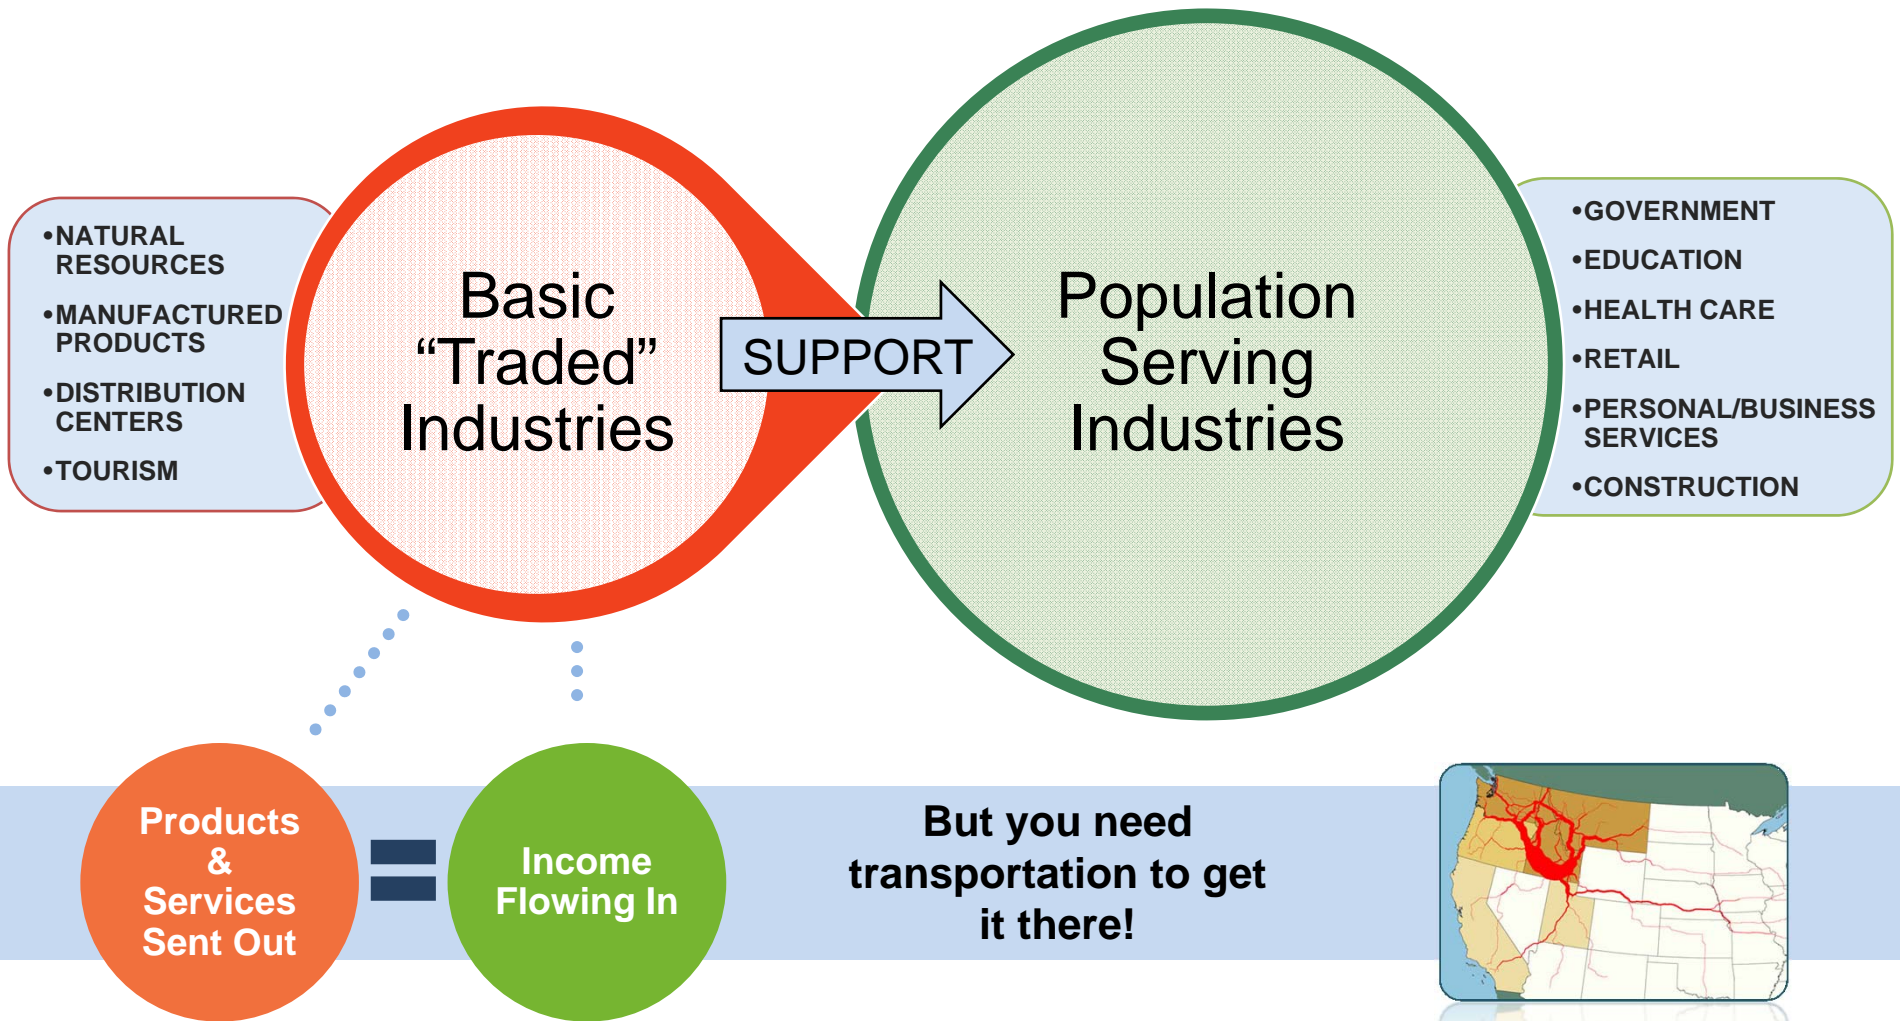 •NATURAL
RESOURCES
•MANUFACTURED
PRODUCTS
•DISTRIBUTION
CENTERS
•TOURISM
Basic
“Traded”
Industries
SUPPORT
Population
Serving
Industries
•GOVERNMENT
•EDUCATION
•HEALTH CARE
•RETAIL
•PERSONAL/BUSINESS
SERVICES
•CONSTRUCTION
Products
&
Services
Sent Out
Income
Flowing In
But you need
transportation to get
it there!